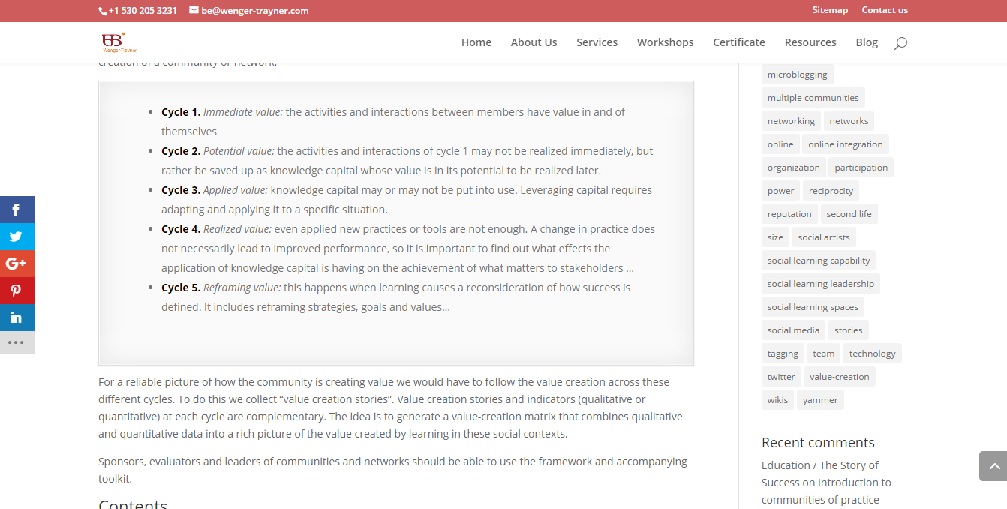 +1 530 205 3231 be@wenger-trayner.com Sitemap Contact us
Home About Us Services Workshops Certificate Resources Blog
creation of a community or network.
Cycle 1. Immediate value: the activities and interactions between members have value in and of
themselves
Cycle 2. Potential value: the activities and interactions of cycle 1 may not be realized immediately, but
rather be saved up as knowledge capital whose value is in its potential to be realized later.
Cycle 3. Applied value: knowledge capital may or may not be put into use. Leveraging capital requires
adapting and applying it to a specific situation.
Cycle 4. Realized value: even applied new practices or tools are not enough. A change in practice does
not necessarily lead to improved performance, so it is important to find out what effects the
application of knowledge capital is having on the achievement of what matters to stakeholders ...
Cycle 5. Reframing value: this happens when learning causes a reconsideration of how success is
defined. It includes reframing strategies, goals and values...
For a reliable picture of how the community is creating value we would have to follow the value creation across these
different cycles. To do this we collect “value creation stories”. Value creation stories and indicators (qualitative or
quantitative) at each cycle are complementary. The idea is to generate a value-creation matrix that combines qualitative
and quantitative data into a rich picture of the value created by learning in these social contexts.
Sponsors, evaluators and leaders of communities and networks should be able to use the framework and accompanying
toolkit.
Contents
microblogging
multiple communities
networking networks
online online integration
organization participation
power reciprocity
reputation second life
size social artists
social learning capability
social learning leadership
social learning spaces
social media stories
tagging team technology
twitter value-creation
wikis yammer
Recent comments
Education / The Story of
Success on Introduction to
communities of practice